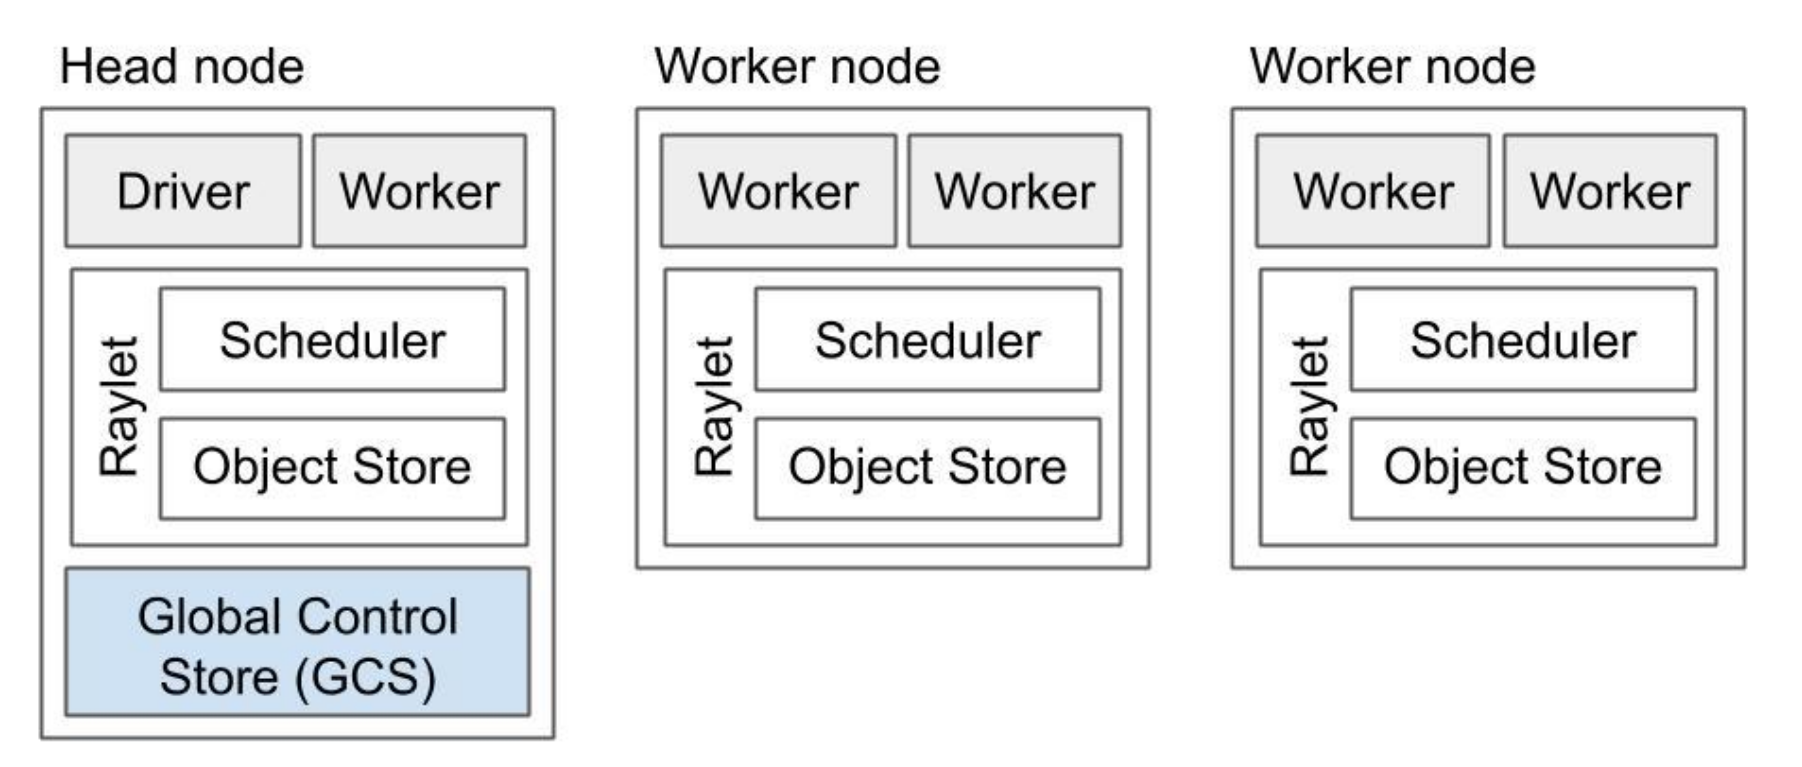 Head node
Driver
Worker
Raylet
Scheduler
Object Store
Global Control
Store (GCS)
Worker node
Worker
Worker
Raylet
Scheduler
Object Store
Worker node
Worker
Worker
Raylet
Scheduler
Object Store